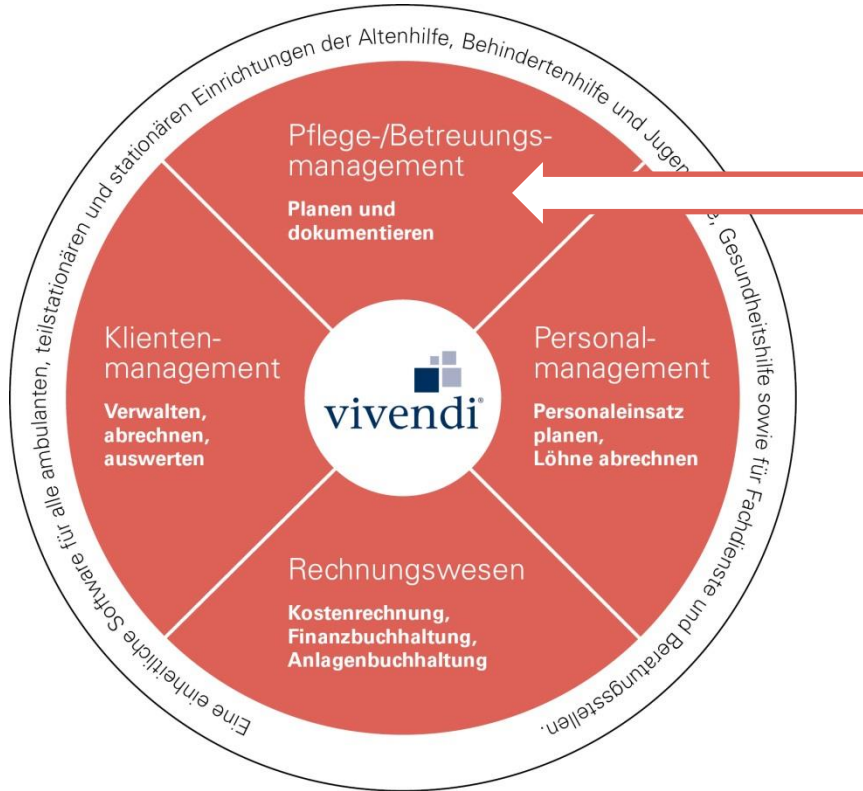 Eine einheitliche Software für alle ambulanten, teilstationären und stationären Einrichtungen der Altenhilfe, Behindertenhilfe und Gesundheitshilfe sowie für Fachdienste und Beratungsstellen.
Pflege-/Betreuungs-
management
Planen und
dokumentieren
Klienten-
management
Verwalten,
abrechnen,
auswerten
vivendi®
Personal-
management
Personaleinsatz
planen,
Löhne abrechnen
Rechnungswesen
Kostenrechnung,
Finanzbuchhaltung,
Anlagenbuchhaltung